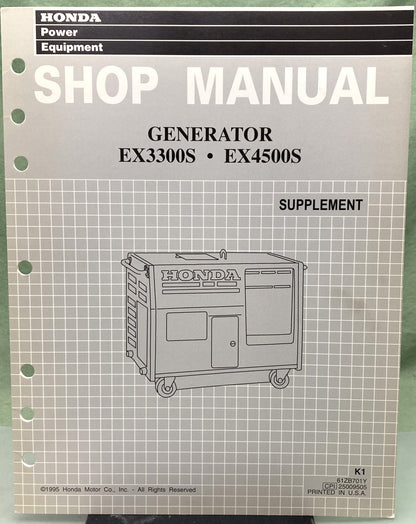 HONDA
Power
Equipment
SHOP MANUAL
GENERATOR
EX3300S • EX4500S
SUPPLEMENT
HONDA
K1
61ZB701Y
CPI 25009505
©1995 Honda Motor Co., Inc. - All Rights Reserved PRINTED IN U.S.A.